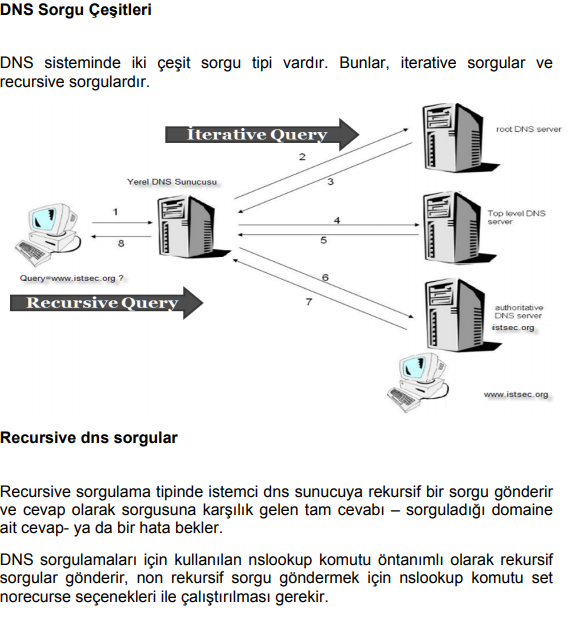 DNS Sorgu Çeşitleri
DNS sisteminde iki çeşit sorgu tipi vardır. Bunlar, iterative sorgular ve
recursive sorgulardır.
İterative Query
root DNS server
2
3
Yerel DNS Sunucusu
1
8
4
5
Top level DNS
server
Query=www.istsec.org ?
6
7
Recursive Query
authoritative
DNS server
istsec.org
www.istsec.org
Recursive dns sorgular
Recursive sorgulama tipinde istemci dns sunucuya rekursif bir sorgu gönderir
ve cevap olarak sorgusuna karşılık gelen tam cevabı – sorguladığı domaine
ait cevap- ya da bir hata bekler.
DNS sorgulamaları için kullanılan nslookup komutu öntanımlı olarak rekursif
sorgular gönderir, non rekursif sorgu göndermek için nslookup komutu set
norecurse seçenekleri ile çalıştırılması gerekir.